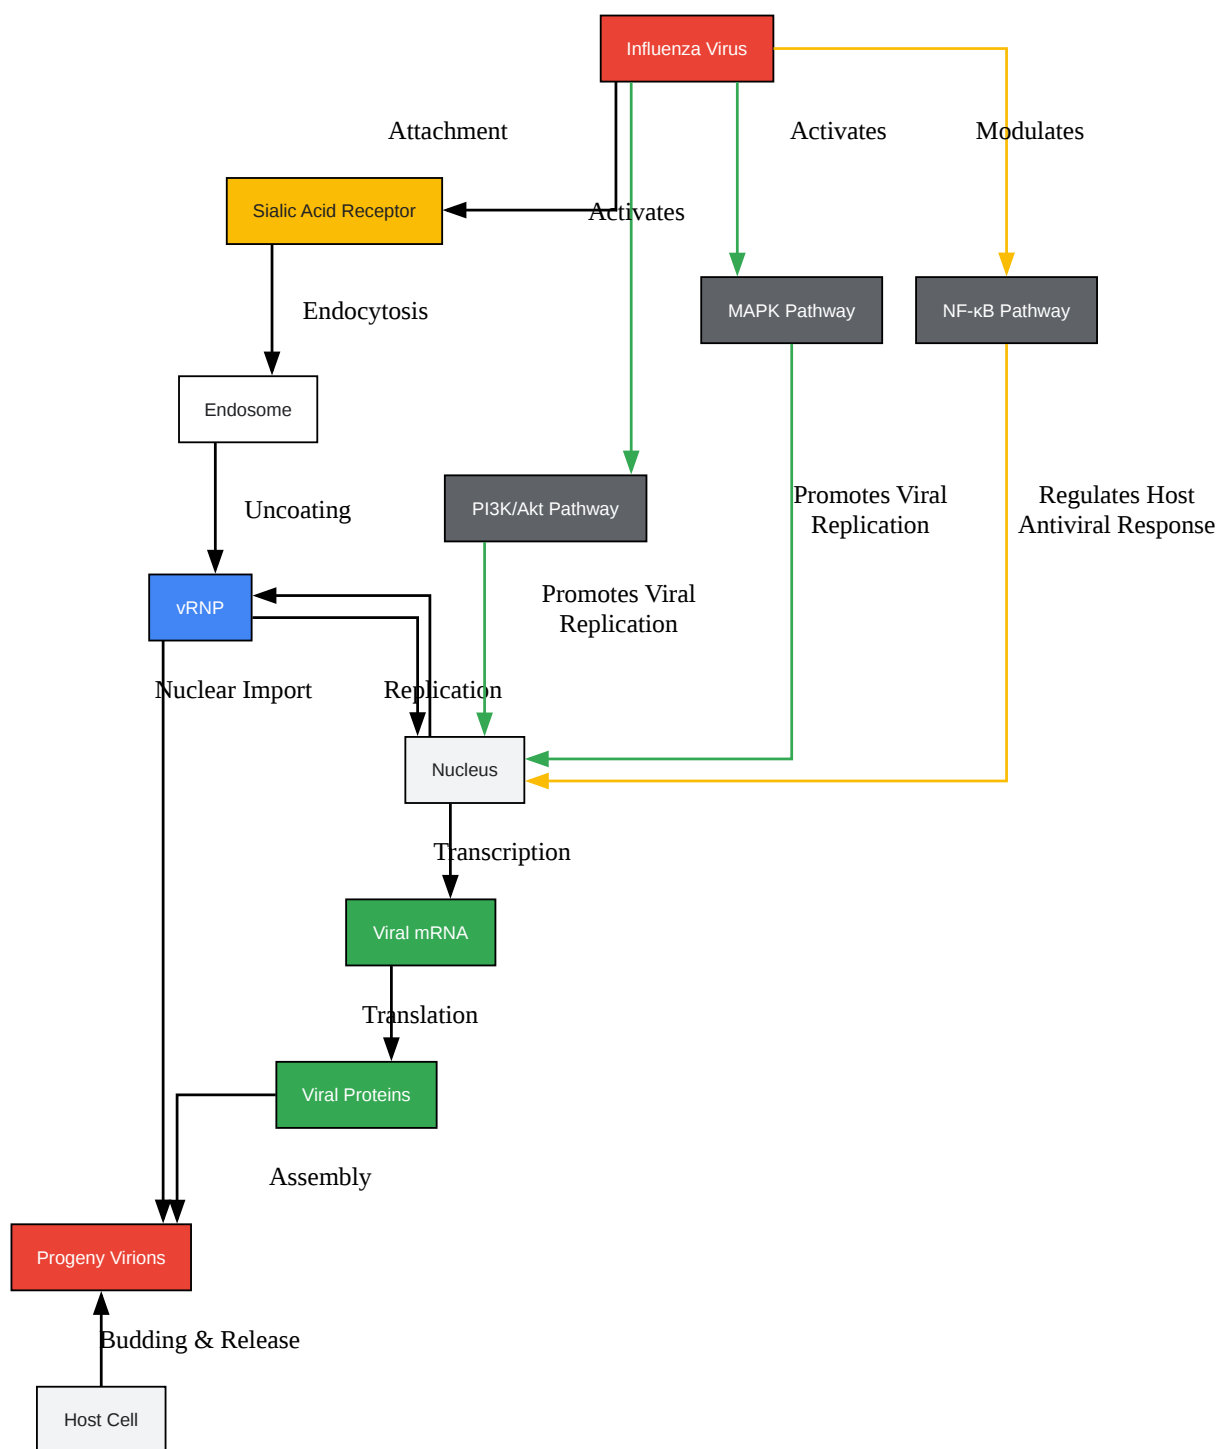 Influenza Virus
Attachment
Activates
Modulates
Sialic Acid Receptor
Activates
Endocytosis
MAPK Pathway
NF-κB Pathway
Endosome
Uncoating
PI3K/Akt Pathway
Promotes Viral
Replication
Regulates Host
Antiviral Response
vRNP
Promotes Viral
Replication
Nuclear Import
Replication
Nucleus
Transcription
Viral mRNA
Translation
Viral Proteins
Assembly
Progeny Virions
Budding & Release
Host Cell